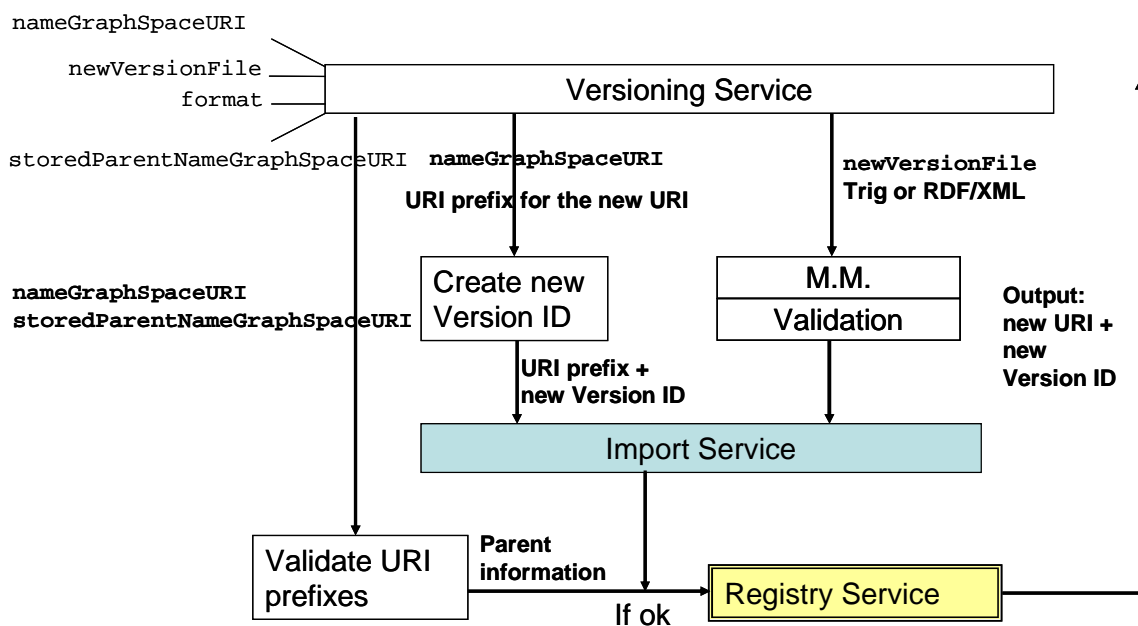 nameGraphSpaceURI
newVersionFile
format
storedParentNameGraphSpaceURI
Versioning Service
nameGraphSpaceURI
URI prefix for the new URI
newVersionFile
Trig or RDF/XML
nameGraphSpaceURI
storedParentNameGraphSpaceURI
Create new
Version ID
M.M.
Validation
Output:
new URI +
new
Version ID
URI prefix +
new Version ID
Import Service
Validate URI
prefixes
Parent
information
If ok
Registry Service